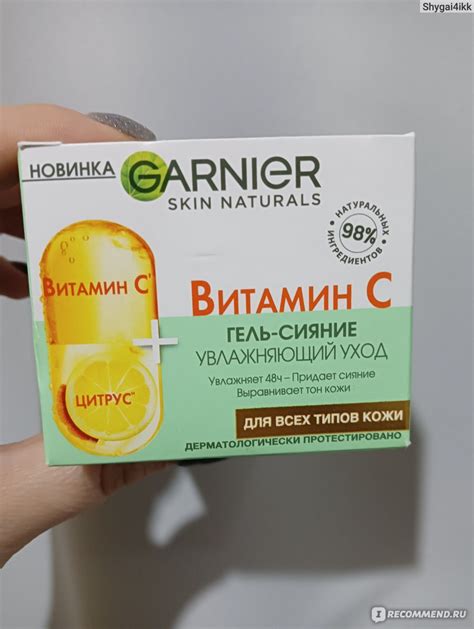 Shygai4ikk
НОВИНКА
GARNIER
SKIN NATURALS
НАТУРАЛЬНЫХ
98%
ИНГРЕДИЕНТОВ
ВИТАМИН С*
ЦИТРУС**
+
ВИТАМИН С
ГЕЛЬ-СИЯНИЕ
УВЛАЖНЯЮЩИЙ УХОД
Увлажняет 48ч – Придает сияние
Выравнивает тон кожи
ДЛЯ ВСЕХ ТИПОВ КОЖИ
ДЕРМАТОЛОГИЧЕСКИ ПРОТЕСТИРОВАНО
I RECOMMEND.RU